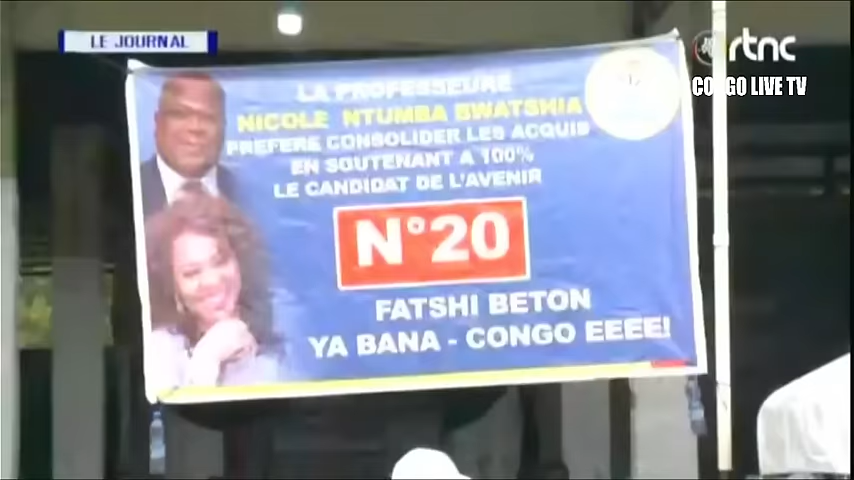 LE JOURNAL
rtnc
CONGO LIVE TV
LA PROFESSEURE
NICOLE NTUMBA BWATSHIA
PREFERE CONSOLIDER LES ACQUIS
EN SOUTENANT A 100%
LE CANDIDAT DE L'AVENIR
N°20
FATSHI BETON
YA BANA - CONGO EEEE!